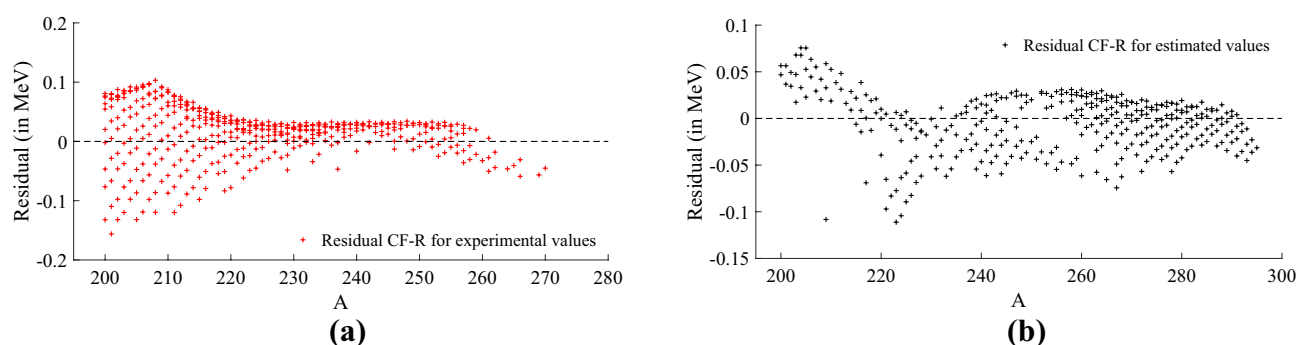 0.2
0.1
0
-0.1
-0.2
Residual (in MeV)
Residual CF-R for experimental values
200 210 220 230 240 250 260 270 280
A
(a)
0.1
0.05
0
-0.05
-0.1
-0.15
Residual (in MeV)
Residual CF-R for estimated values
200 220 240 260 280 300
A
(b)